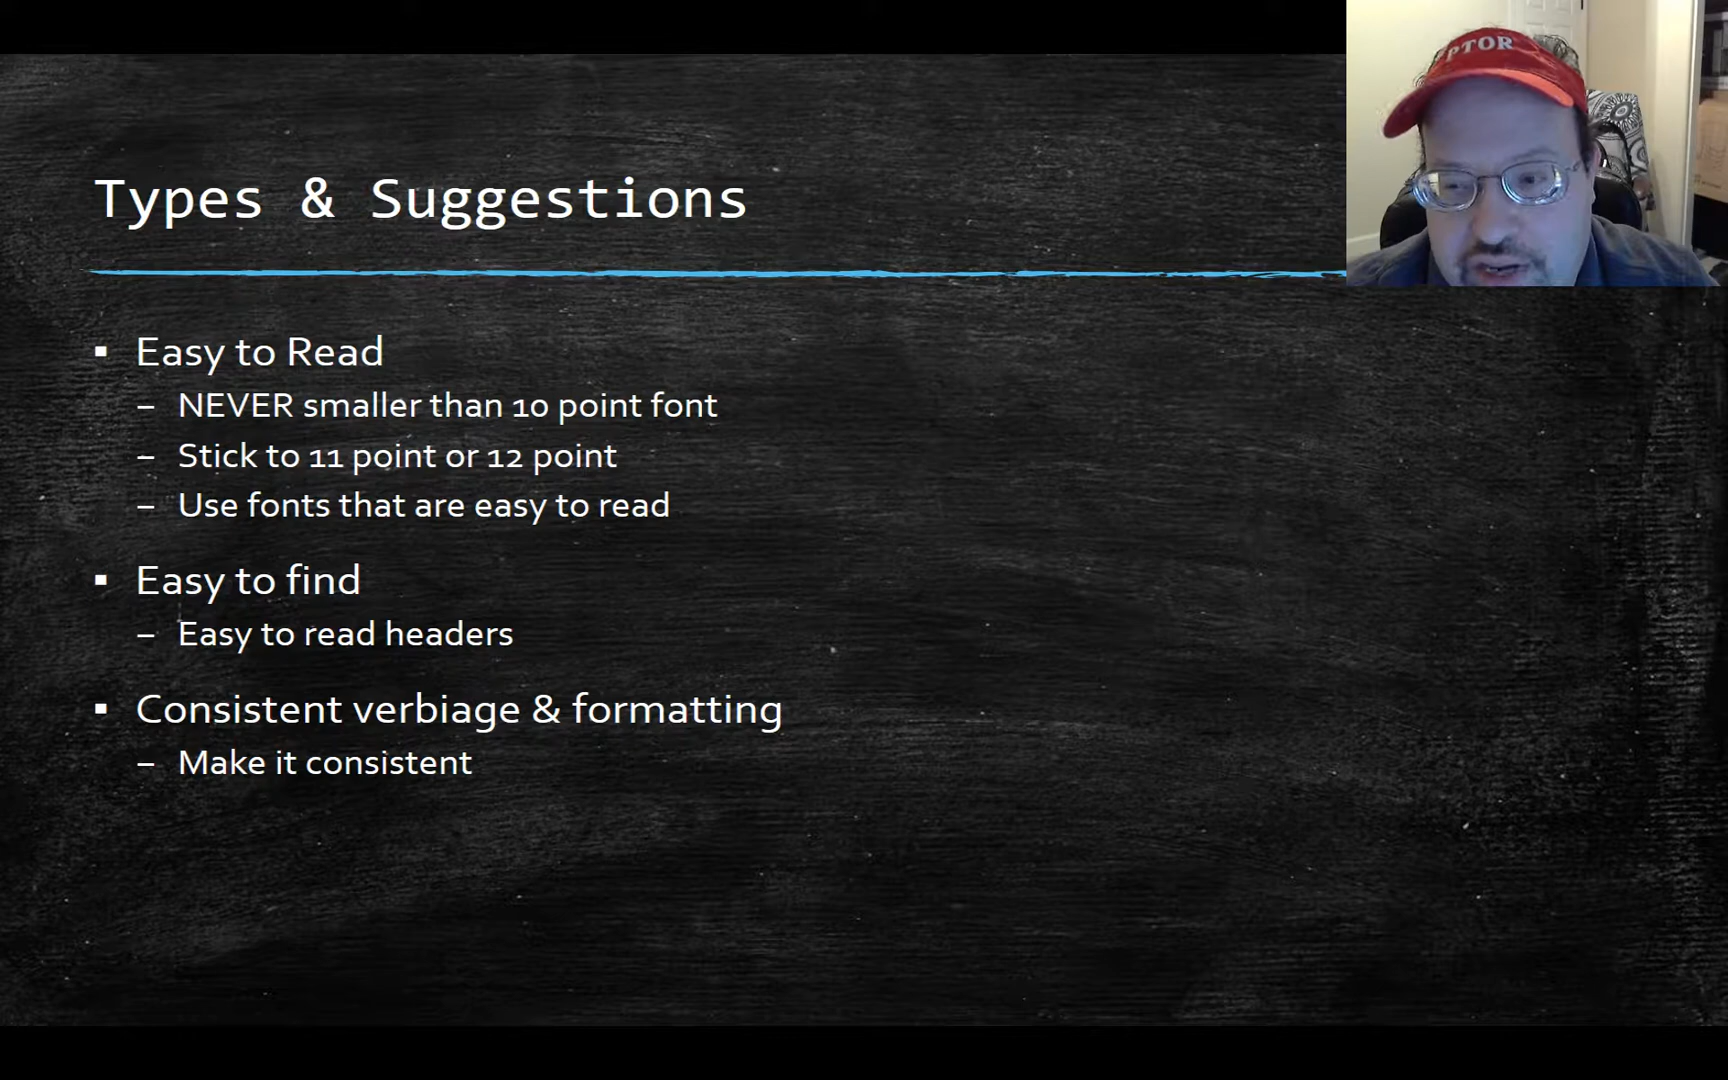 PTOR
Types & Suggestions
▪ Easy to Read
– NEVER smaller than 10 point font
– Stick to 11 point or 12 point
– Use fonts that are easy to read
▪ Easy to find
– Easy to read headers
▪ Consistent verbiage & formatting
– Make it consistent